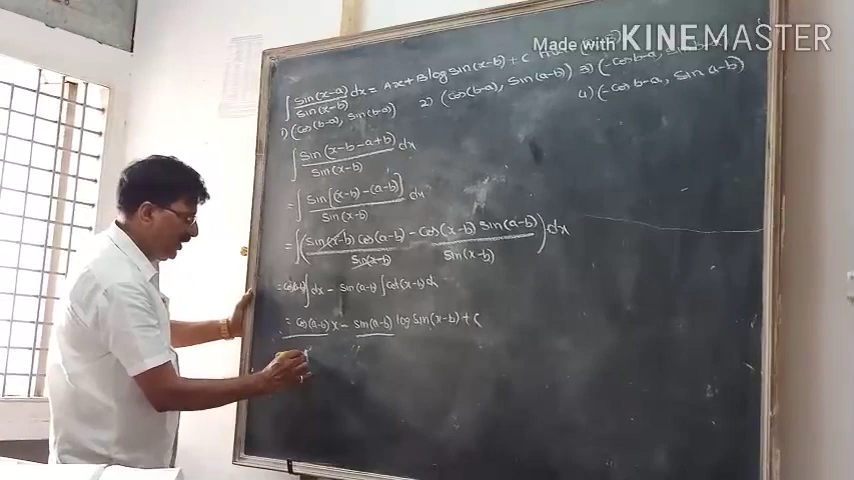 Made with KINEMASTER
∫ sin(x-a)/sin(x-b) dx = Ax + B log sin(x-b) + C
1) (cos(b-a), sin(b-a)) 2) (cos(b-a), sin(a-b)) 3) (-cos b-a, sin b-a)
4) (-cos b-a, sin a-b)
∫ sin(x-b-a+b)/sin(x-b) dx
= ∫ sin[(x-b)-(a-b)]/sin(x-b) dx
= ∫ (sin(x-b) cos(a-b)/sin(x-b) - cos(x-b) sin(a-b)/sin(x-b)) dx
= cos(a-b) ∫ dx - sin(a-b) ∫ cot(x-b) dx
= cos(a-b) x - sin(a-b) log sin(x-b) + C